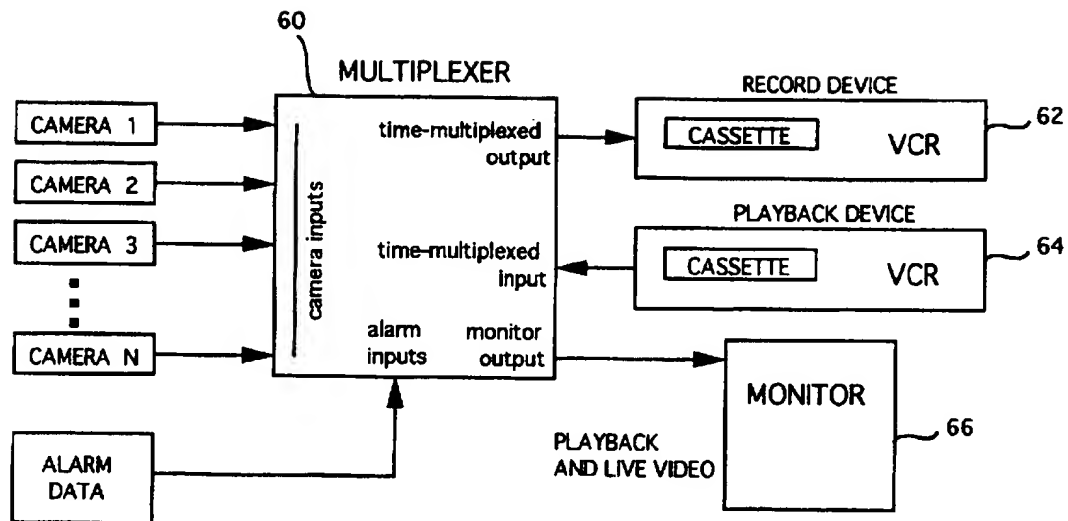 60
MULTIPLEXER
RECORD DEVICE
62
CAMERA 1
time-multiplexed
output
CASSETTE
VCR
CAMERA 2
CAMERA 3
camera inputs
PLAYBACK DEVICE
64
time-multiplexed
input
CASSETTE
VCR
CAMERA N
alarm
inputs
monitor
output
MONITOR
66
PLAYBACK
AND LIVE VIDEO
ALARM
DATA